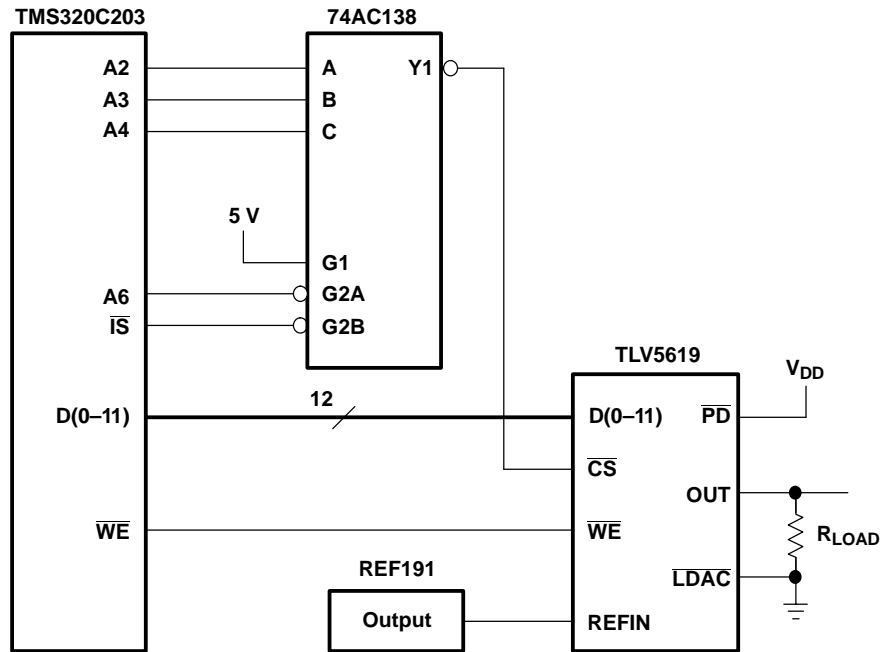 TMS320C203
74AC138
A2
A
Y1
A3
B
A4
C
5 V
G1
A6
G2A
IS
G2B
TLV5619
VDD
12
D(0–11)
D(0–11)
PD
CS
OUT
WE
WE
RLOAD
REF191
LDAC
Output
REFIN